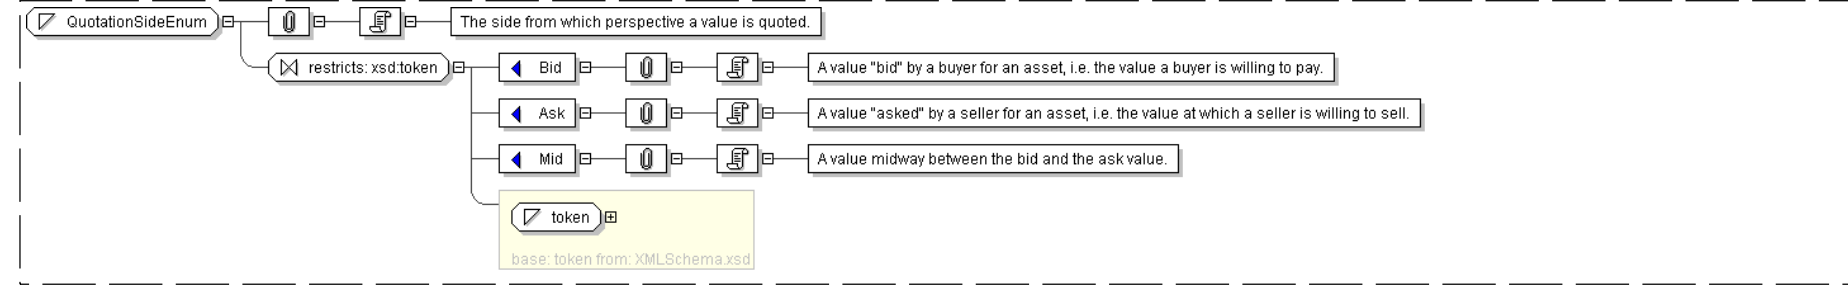 QuotationSideEnum
The side from which perspective a value is quoted.
restricts: xsd:token
Bid
A value "bid" by a buyer for an asset, i.e. the value a buyer is willing to pay.
Ask
A value "asked" by a seller for an asset, i.e. the value at which a seller is willing to sell.
Mid
A value midway between the bid and the ask value.
token
base: token from: XMLSchema.xsd